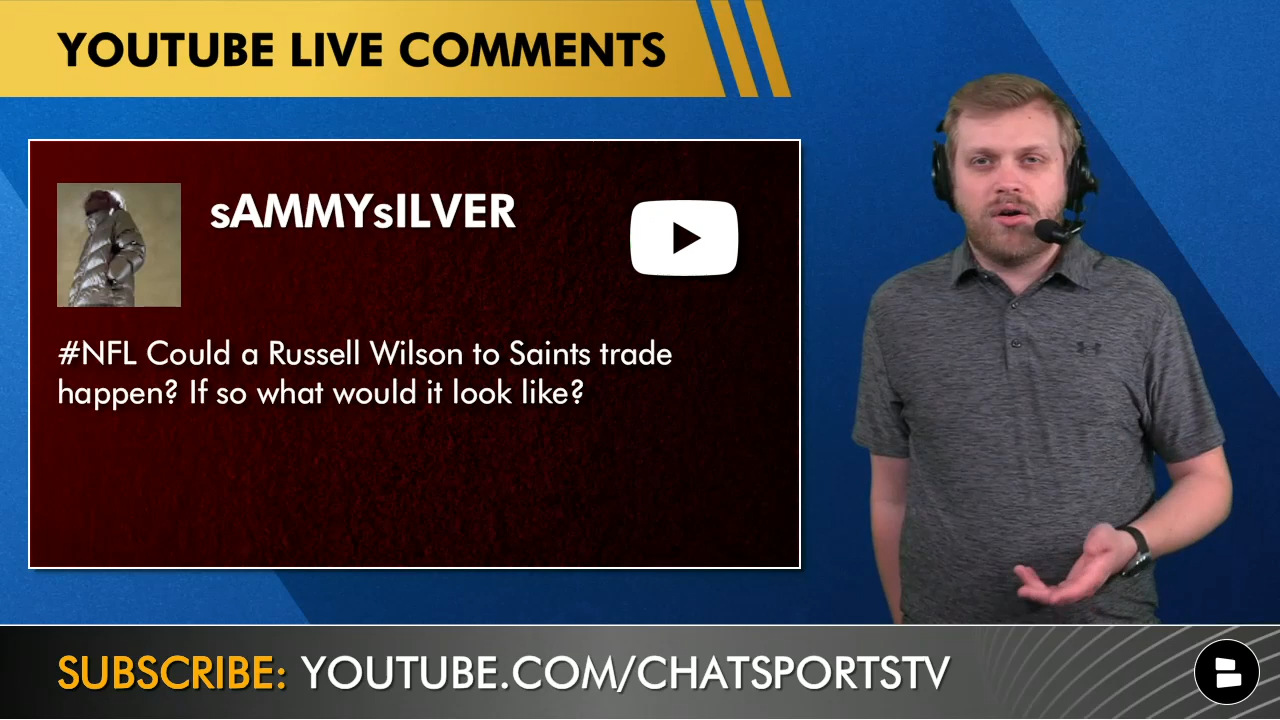 YOUTUBE LIVE COMMENTS
sAMMYsILVER
#NFL Could a Russell Wilson to Saints trade
happen? If so what would it look like?
SUBSCRIBE: YOUTUBE.COM/CHATSPORTSTV